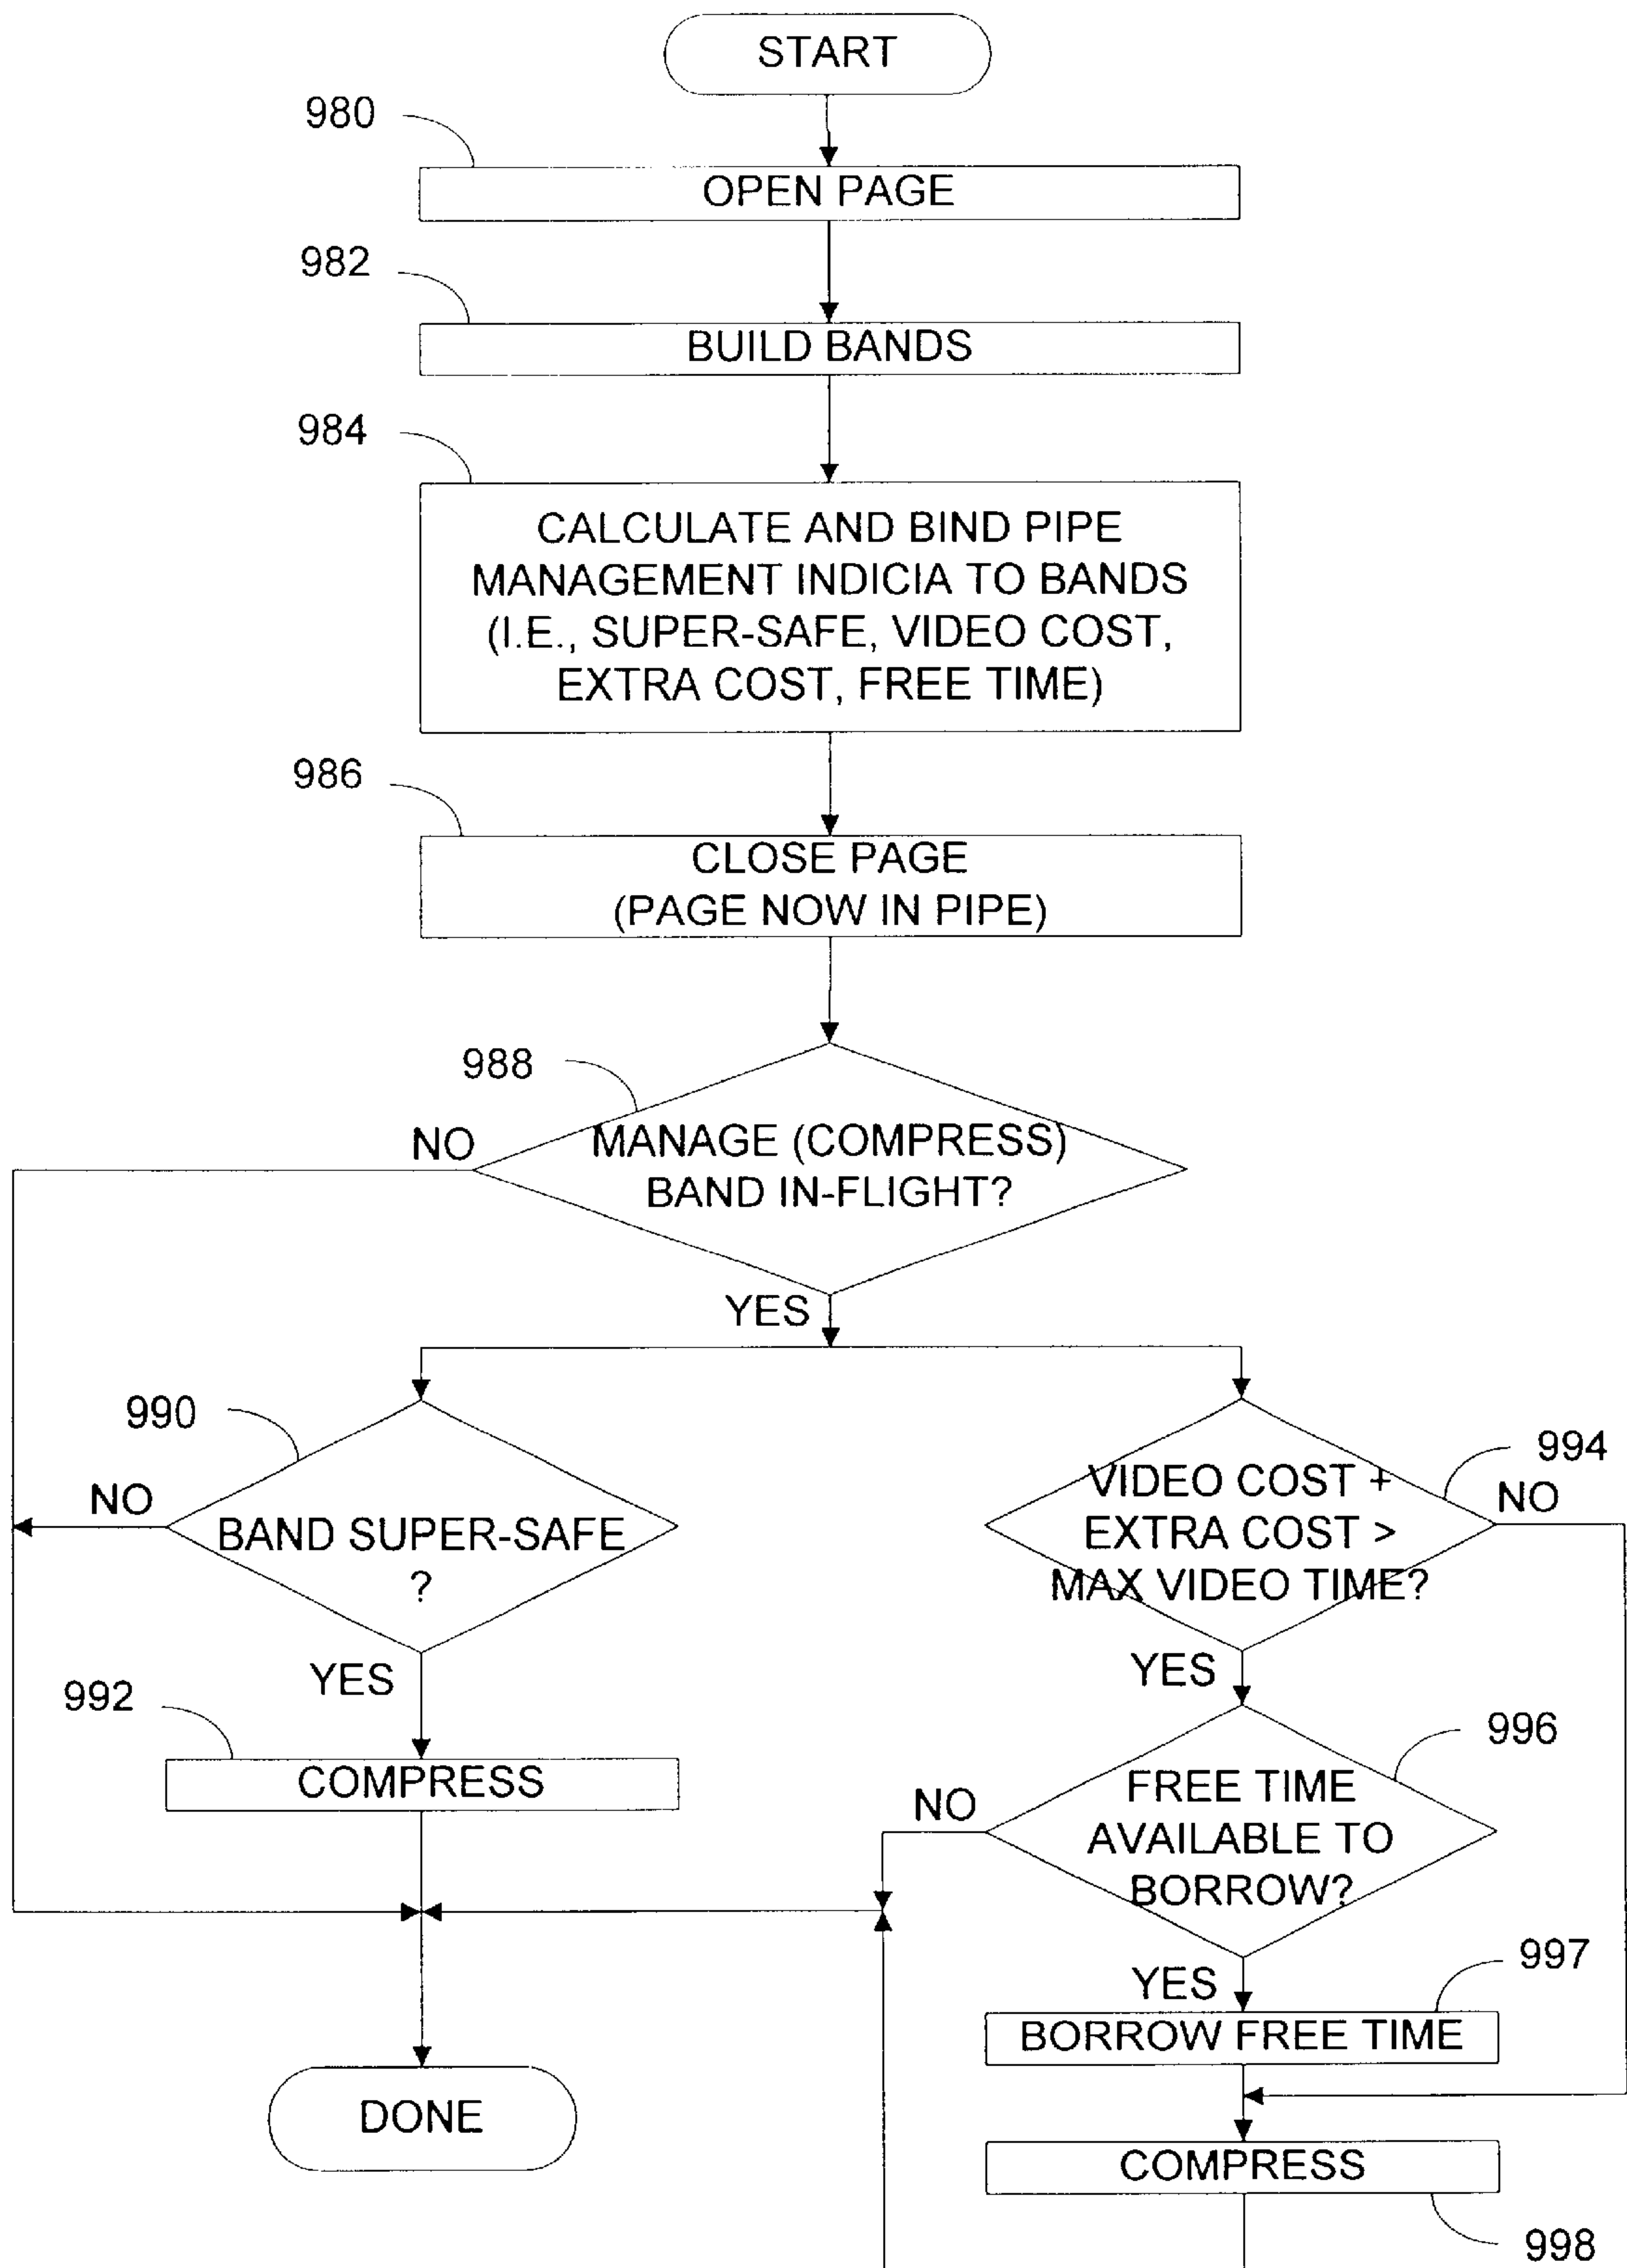 START
980
OPEN PAGE
982
BUILD BANDS
984
CALCULATE AND BIND PIPE
MANAGEMENT INDICIA TO BANDS
(I.E., SUPER-SAFE, VIDEO COST,
EXTRA COST, FREE TIME)
986
CLOSE PAGE
(PAGE NOW IN PIPE)
988
NO
MANAGE (COMPRESS)
BAND IN-FLIGHT?
YES
990
NO
BAND SUPER-SAFE
?
YES
992
COMPRESS
994
VIDEO COST +
EXTRA COST >
MAX VIDEO TIME?
NO
YES
996
FREE TIME
AVAILABLE TO
BORROW?
NO
YES
997
BORROW FREE TIME
DONE
COMPRESS
998